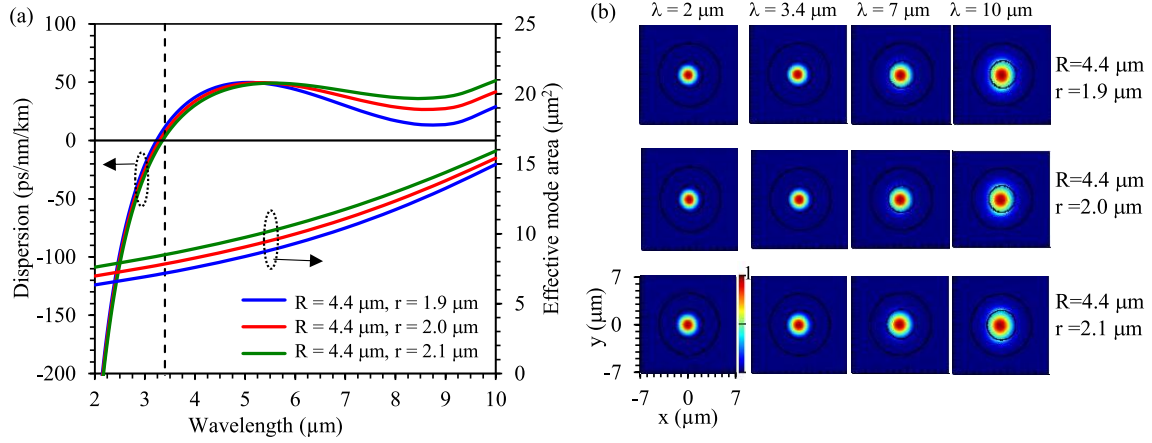 (a)
100
50
0
-50
-100
-150
-200
Dispersion (ps/nm/km)
2
3
4
5
6
7
8
9
10
Wavelength (µm)
25
20
15
10
5
0
Effective mode area (µm²)
R = 4.4 µm, r = 1.9 µm
R = 4.4 µm, r = 2.0 µm
R = 4.4 µm, r = 2.1 µm
(b)
λ = 2 µm
λ = 3.4 µm
λ = 7 µm
λ = 10 µm
R=4.4 µm
r =1.9 µm
R=4.4 µm
r =2.0 µm
R=4.4 µm
r =2.1 µm
7
0
-7
y (µm)
-7
0
7
x (µm)
1